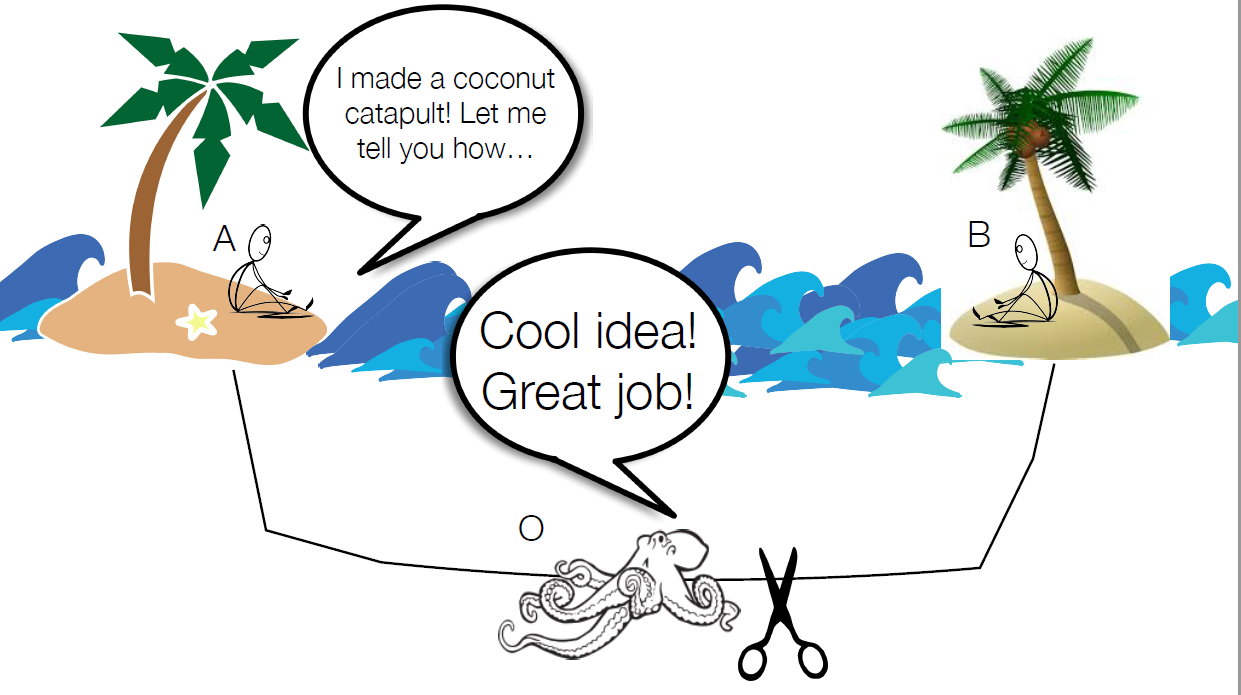 I made a coconut
catapult! Let me
tell you how…
A
B
Cool idea!
Great job!
O